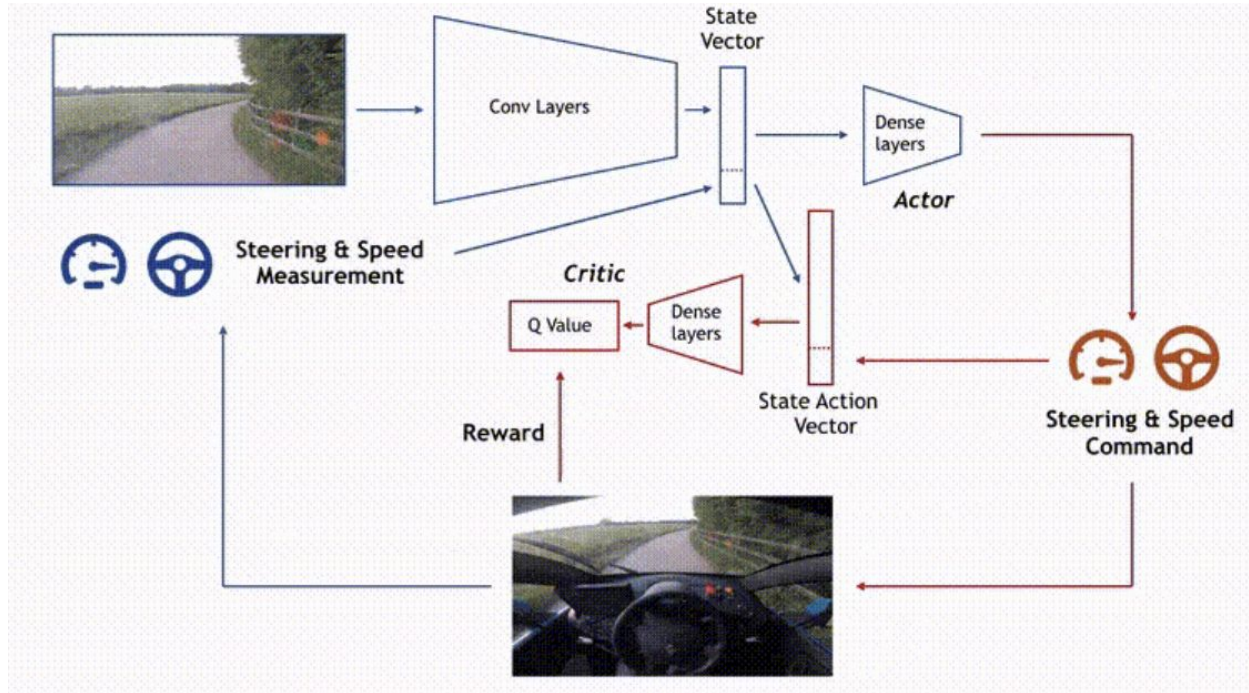 State
Vector
Conv Layers
Dense
layers
Actor
Steering & Speed
Measurement
Critic
Q Value
Dense
layers
State Action
Vector
Reward
Steering & Speed
Command